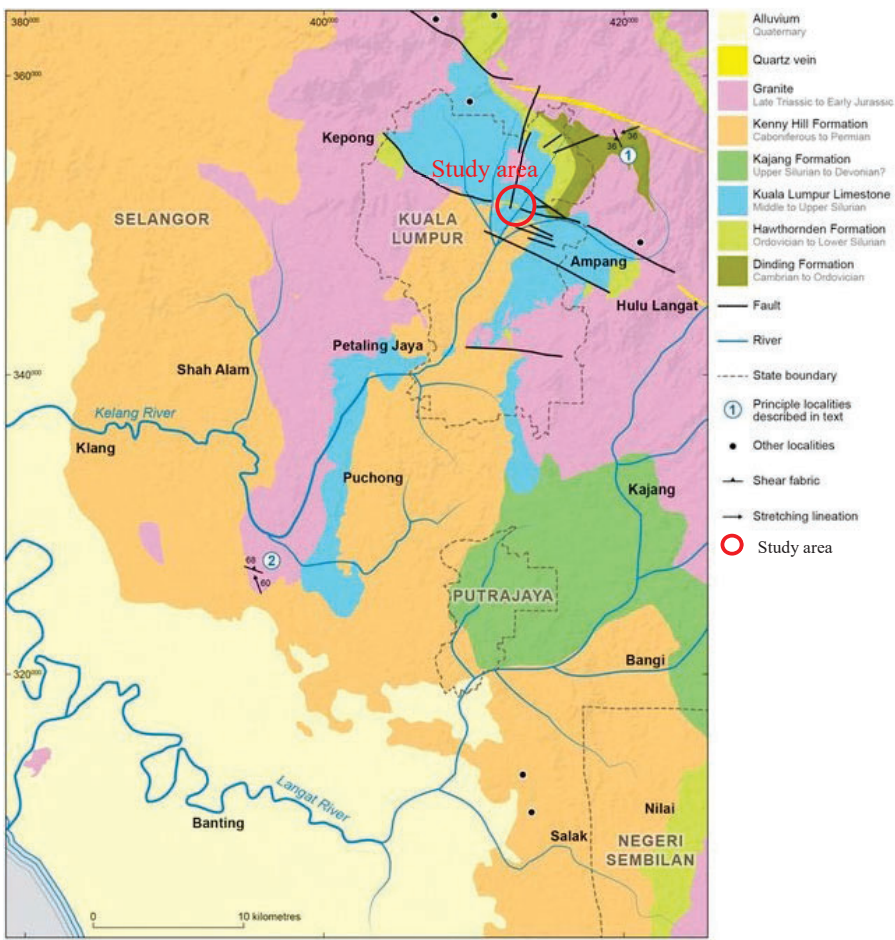 380000
400000
420000
360000
Kepong
Study area
SELANGOR
KUALA
LUMPUR
Ampang
Hulu Langat
Petaling Jaya
Shah Alam
340000
Kelang River
Klang
Puchong
Kajang
36
36
1
2
68
60
PUTRAJAYA
Bangi
320000
Langat River
Banting
Nilai
Salak
NEGERI
SEMBILAN
0
10 kilometres
Alluvium
Quaternary
Quartz vein
Granite
Late Triassic to Early Jurassic
Kenny Hill Formation
Caboniferous to Permian
Kajang Formation
Upper Silurian to Devonian?
Kuala Lumpur Limestone
Middle to Upper Silurian
Hawthornden Formation
Ordovician to Lower Silurian
Dinding Formation
Cambrian to Ordovician
Fault
River
State boundary
1
Principle localities
described in text
Other localities
Shear fabric
Stretching lineation
Study area